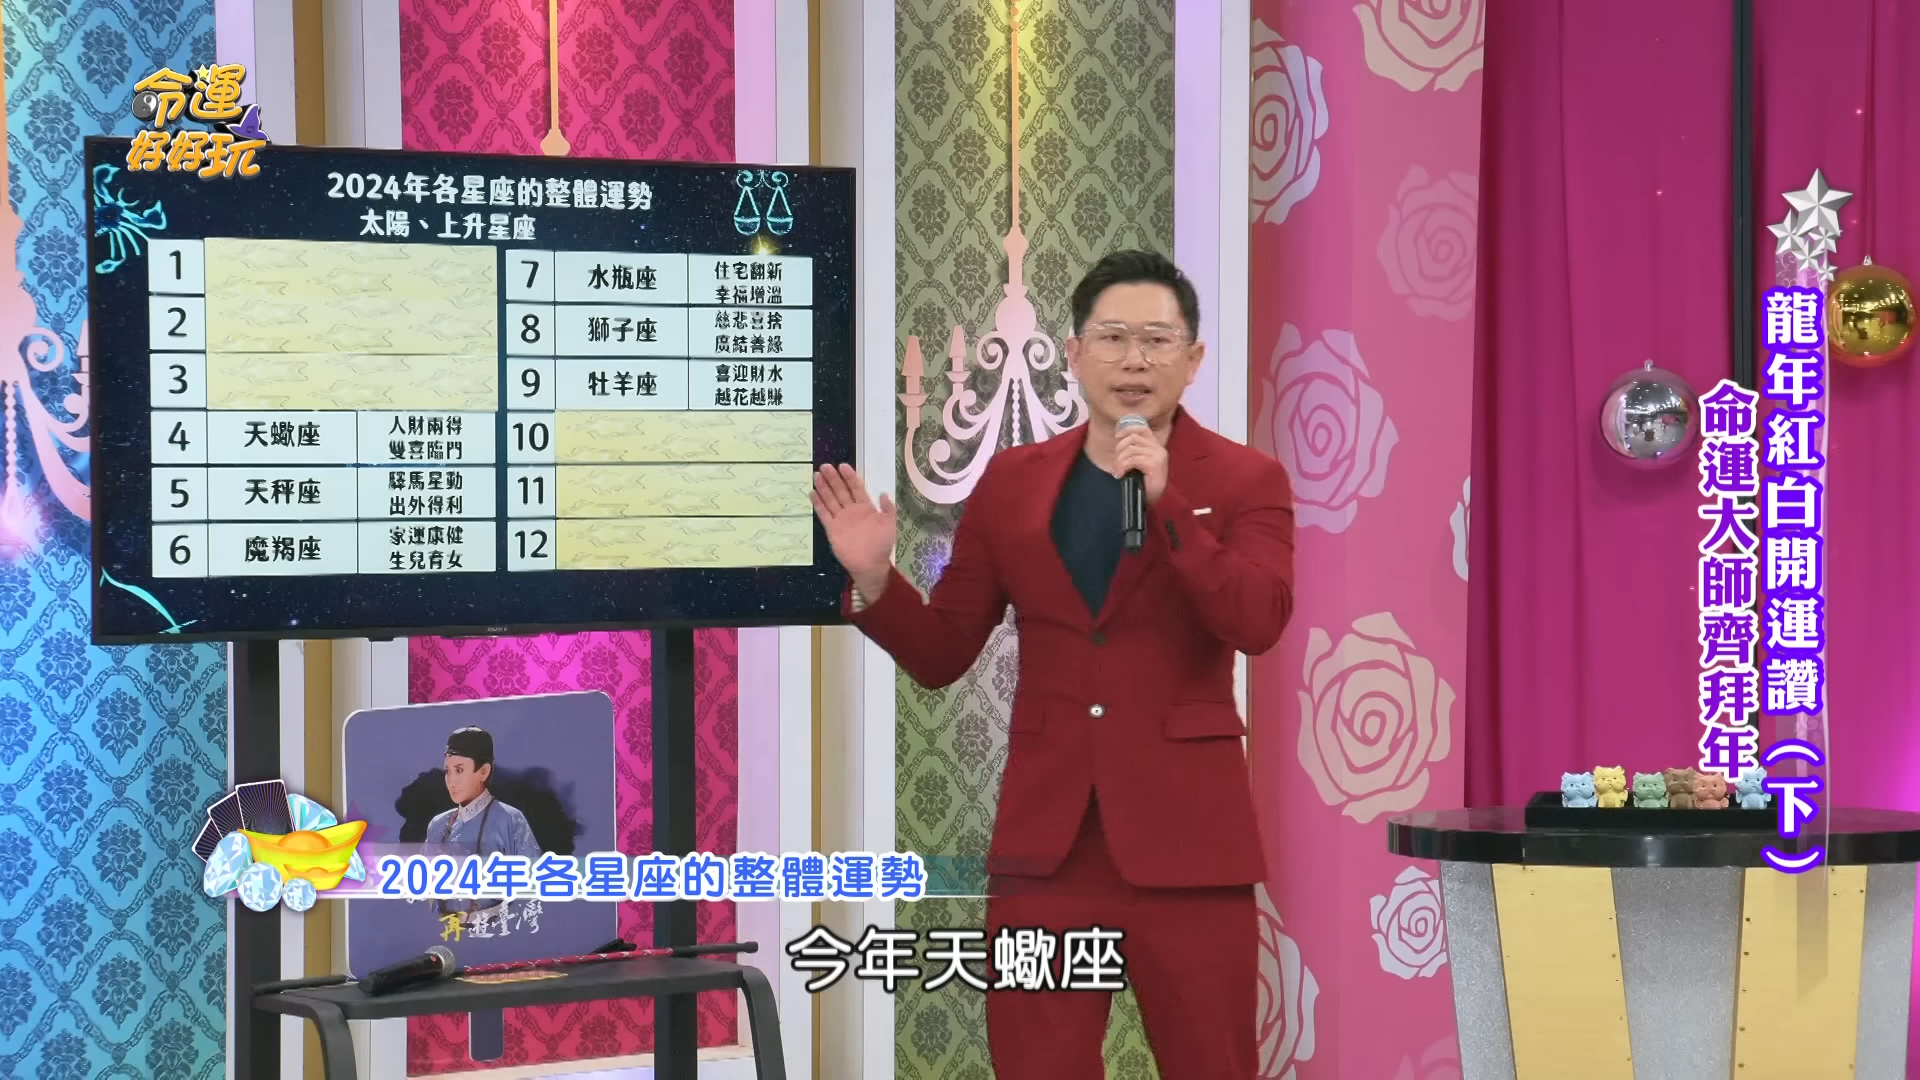 命運
好好玩
2024年各星座的整體運勢
太陽、上升星座
1
2
3
4 天蠍座 人財兩得
雙喜臨門
5 天秤座 驛馬星動
出外得利
6 魔羯座 家運康健
生兒育女
7 水瓶座 住宅翻新
幸福增溫
8 獅子座 慈悲喜捨
廣結善緣
9 牡羊座 喜迎財水
越花越賺
10
11
12
龍年紅白開運讚（下）
命運大師齊拜年
2024年各星座的整體運勢
再遊臺灣
今年天蠍座